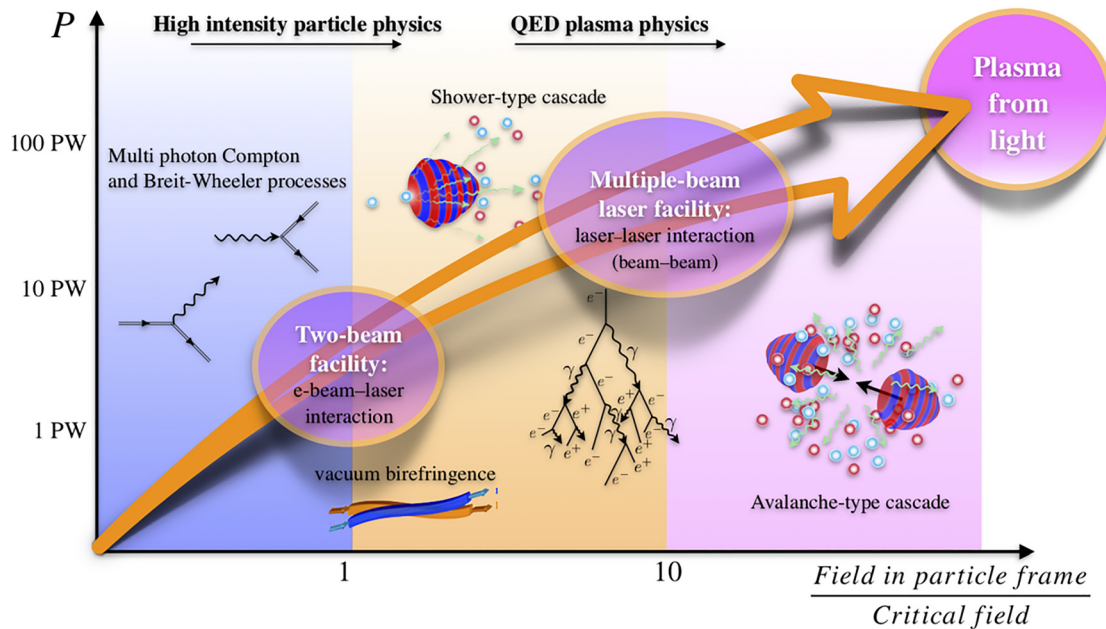 P
High intensity particle physics
QED plasma physics
Plasma
from
light
Shower-type cascade
100 PW
Multi photon Compton
and Breit-Wheeler processes
Multiple-beam
laser facility:
laser–laser interaction
(beam–beam)
10 PW
Two-beam
facility:
e-beam–laser
interaction
1 PW
e⁻
e⁻
γ
γ
e⁻
e⁻
e⁻
e⁺
e⁻
γ
e⁺
e⁻
γ
e⁺
e⁻
γ
e⁻
e⁺
e⁻
vacuum birefringence
Avalanche-type cascade
1
10
Field in particle frame
Critical field